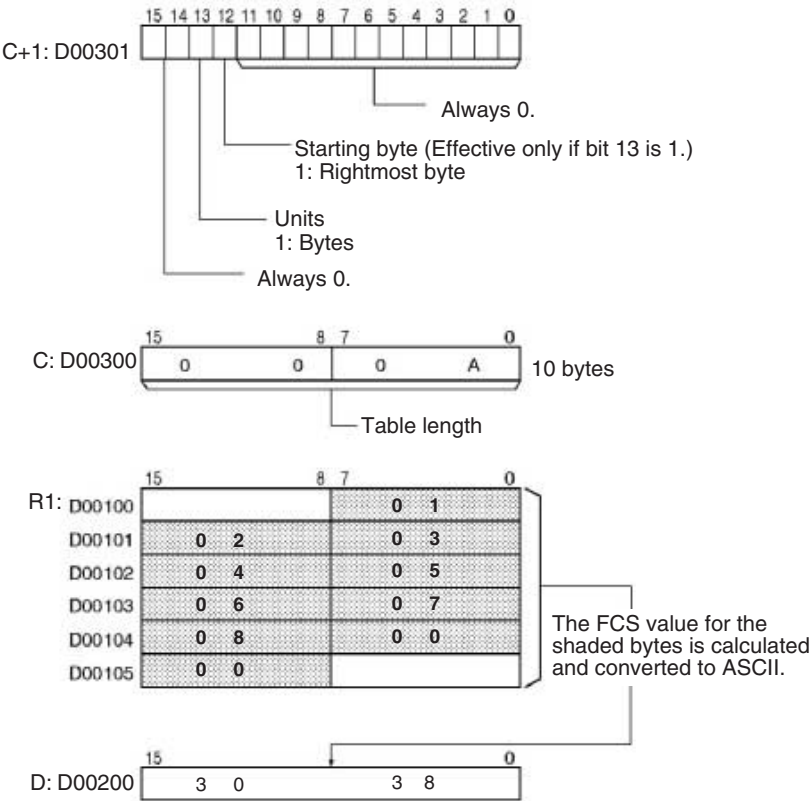 15 14 13 12 11 10 9 8 7 6 5 4 3 2 1 0
C+1: D00301
Always 0.
Starting byte (Effective only if bit 13 is 1.)
1: Rightmost byte
Units
1: Bytes
Always 0.
15 8 7 0
C: D00300 0 0 0 A 10 bytes
Table length
15 8 7 0
R1: D00100 0 1
D00101 0 2 0 3
D00102 0 4 0 5
D00103 0 6 0 7
D00104 0 8 0 0
D00105 0 0
The FCS value for the
shaded bytes is calculated
and converted to ASCII.
15 0
D: D00200 3 0 3 8